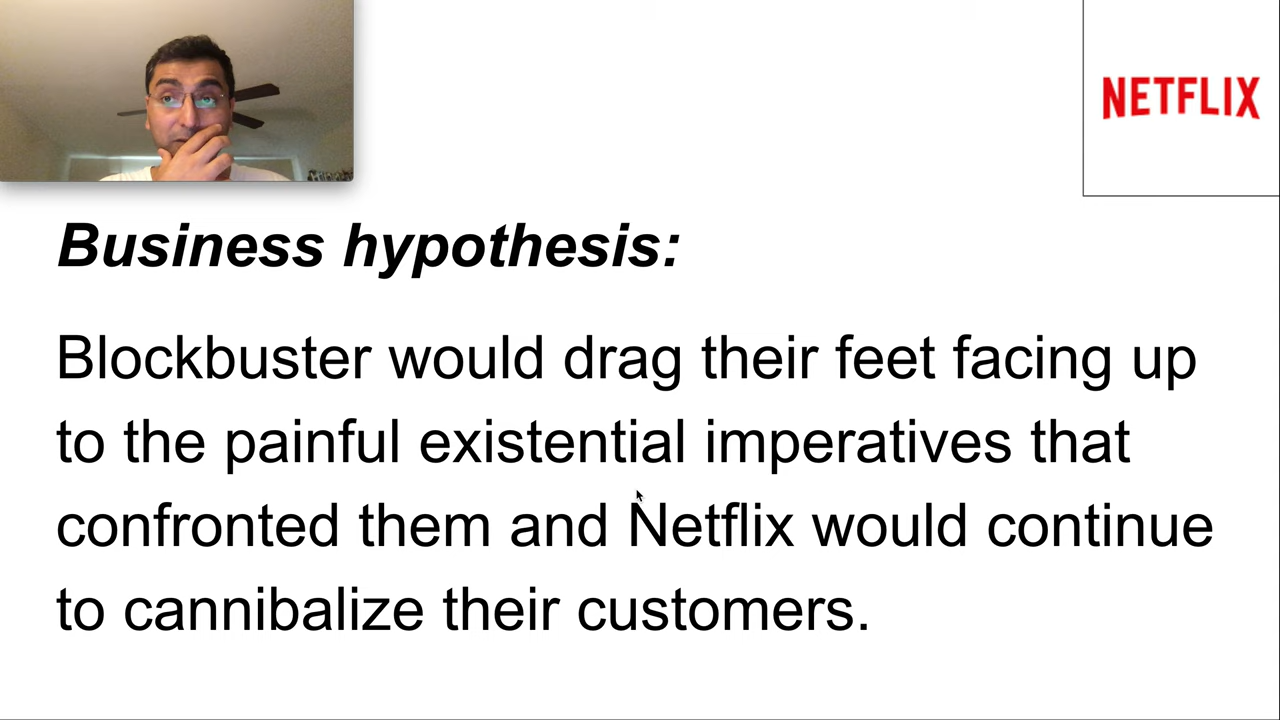 NETFLIX
Business hypothesis:
Blockbuster would drag their feet facing up
to the painful existential imperatives that
confronted them and Netflix would continue
to cannibalize their customers.